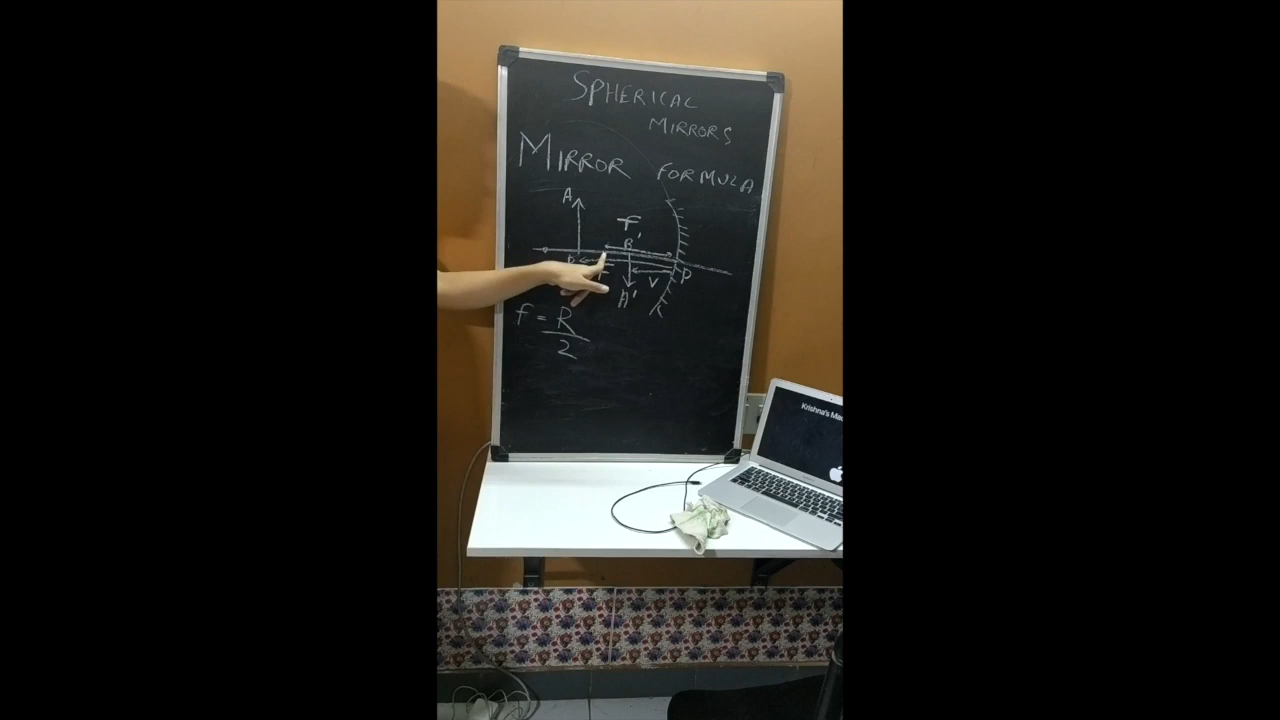 SPHERICAL
MIRRORS
MIRROR FORMULA
A
f
B'
V
P
A'
f = R
2
Krishna's Mac